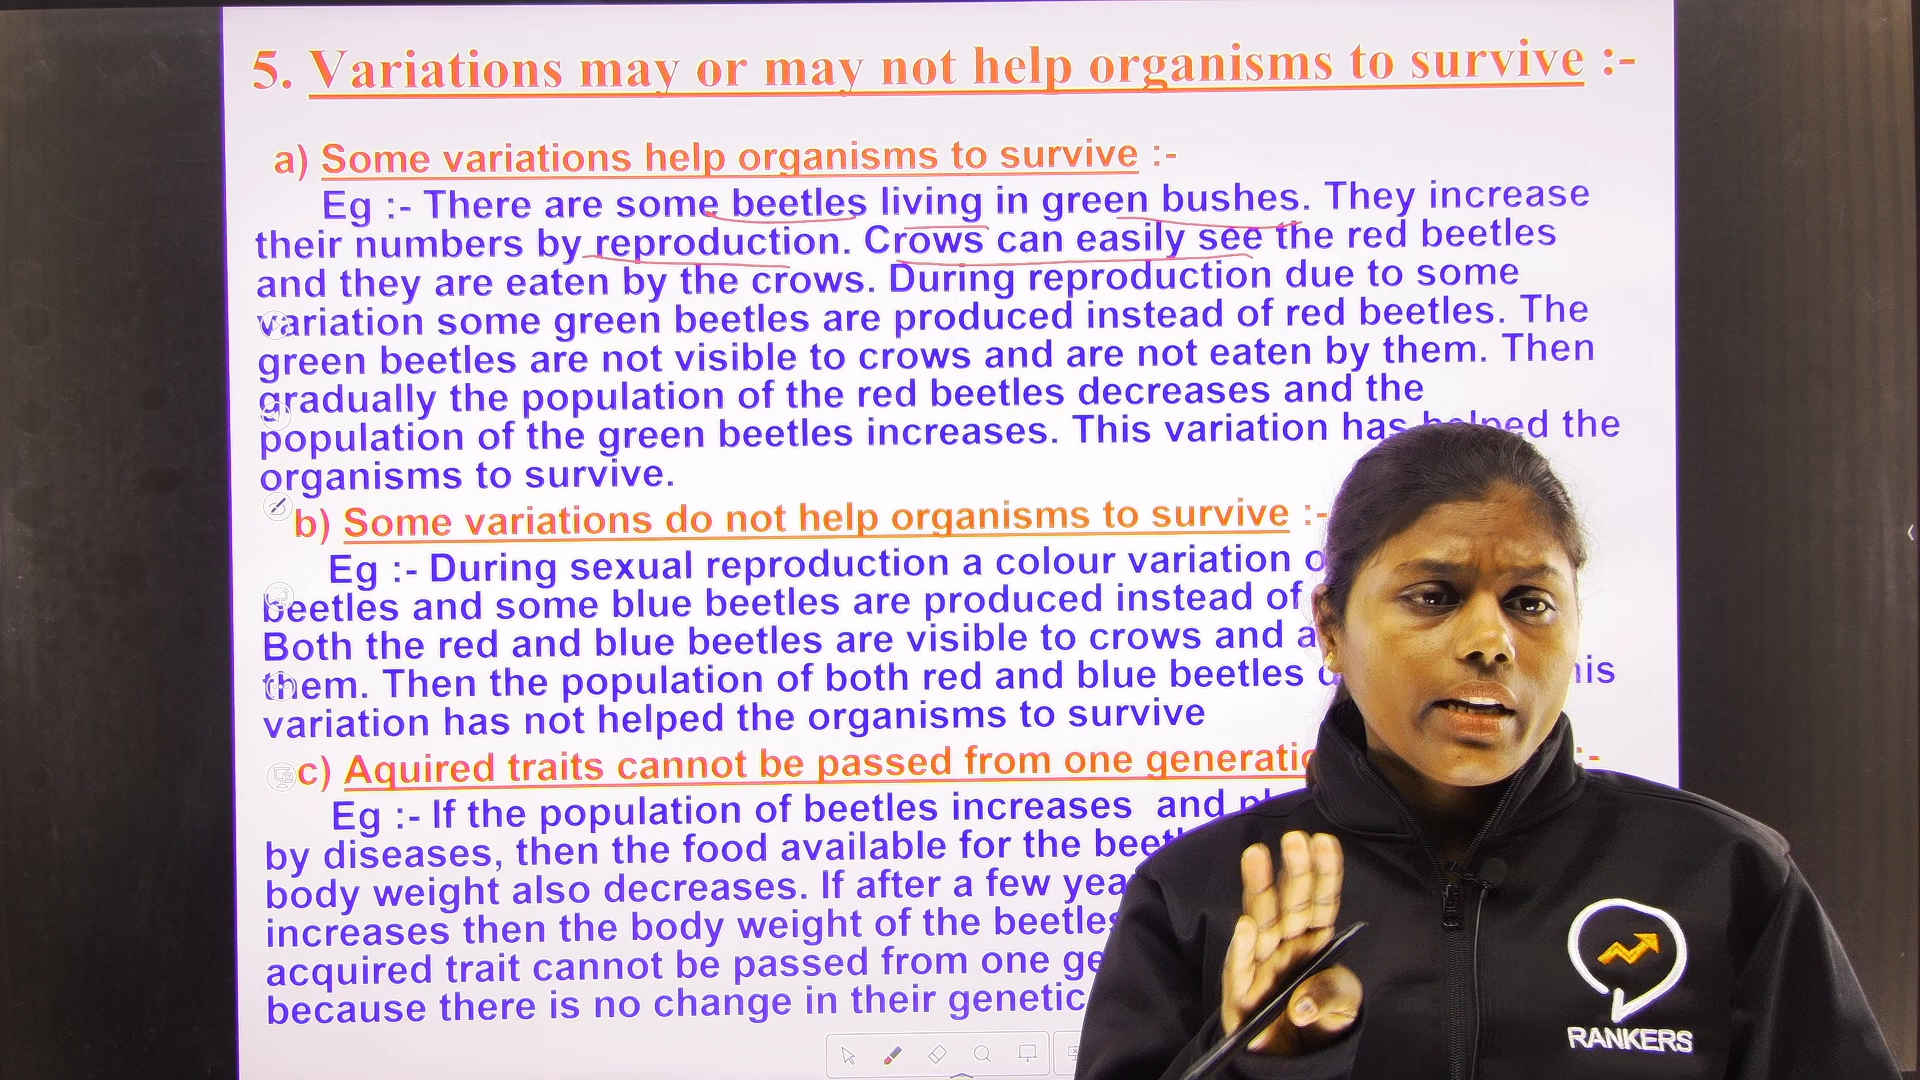 5. Variations may or may not help organisms to survive :-
a) Some variations help organisms to survive :-
Eg :- There are some beetles living in green bushes. They increase
their numbers by reproduction. Crows can easily see the red beetles
and they are eaten by the crows. During reproduction due to some
variation some green beetles are produced instead of red beetles. The
green beetles are not visible to crows and are not eaten by them. Then
gradually the population of the red beetles decreases and the
population of the green beetles increases. This variation has helped the
organisms to survive.
b) Some variations do not help organisms to survive :-
Eg :- During sexual reproduction a colour variation
beetles and some blue beetles are produced instead of
Both the red and blue beetles are visible to crows and
them. Then the population of both red and blue beetles
variation has not helped the organisms to survive
c) Aquired traits cannot be passed from one :-
Eg :- If the population of beetles increases and
by diseases, then the food available for the
body weight also decreases. If after a few
increases then the body weight of the beetles
acquired trait cannot be passed from one
because there is no change in their genetic
RANKERS